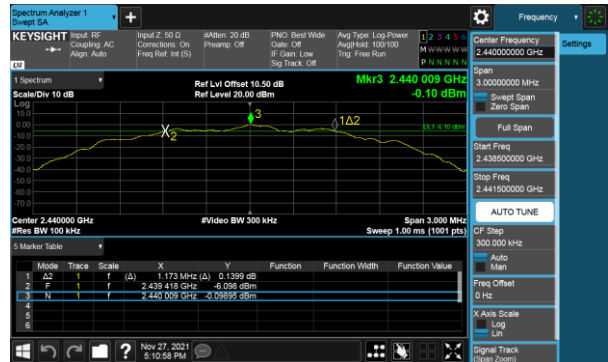 Spectrum Analyzer 1
Swept SA
+
Frequency
KEYSIGHT Input: RF
Coupling: AC
Align: Auto
Input Z: 50 Ω
Corrections: On
Freq Ref: Int (S)
#Atten: 20 dB
Preamp: Off
PNO: Best Wide
Gate: Off
IF Gain: Low
Sig Track: Off
Avg Type: Log-Power
Avg|Hold: 100/100
Trig: Free Run
1 2 3 4 5 6
M W W W W W
P N N N N N
LXI
1 Spectrum
Scale/Div 10 dB
Ref Lvl Offset 10.50 dB
Ref Level 20.00 dBm
Mkr3 2.440 009 GHz
-0.10 dBm
Log
10.0
0.00
-10.0
-20.0
-30.0
-40.0
-50.0
-60.0
-70.0
2
3
1Δ2
DL1 -6.10 dBm
Center 2.440000 GHz
#Res BW 100 kHz
#Video BW 300 kHz
Span 3.000 MHz
Sweep 1.00 ms (1001 pts)
5 Marker Table
Mode Trace Scale X Y Function Function Width Function Value
1 Δ2 1 f (Δ) 1.173 MHz (Δ) 0.1399 dB
2 F 1 f 2.439 418 GHz -6.098 dBm
3 N 1 f 2.440 009 GHz -0.09895 dBm
4
5
6
Nov 27, 2021
5:10:58 PM
Center Frequency
2.440000000 GHz
Settings
Span
3.00000000 MHz
Swept Span
Zero Span
Full Span
Start Freq
2.438500000 GHz
Stop Freq
2.441500000 GHz
AUTO TUNE
CF Step
300.000 kHz
Auto
Man
Freq Offset
0 Hz
X Axis Scale
Log
Lin
Signal Track
(Span Zoom)